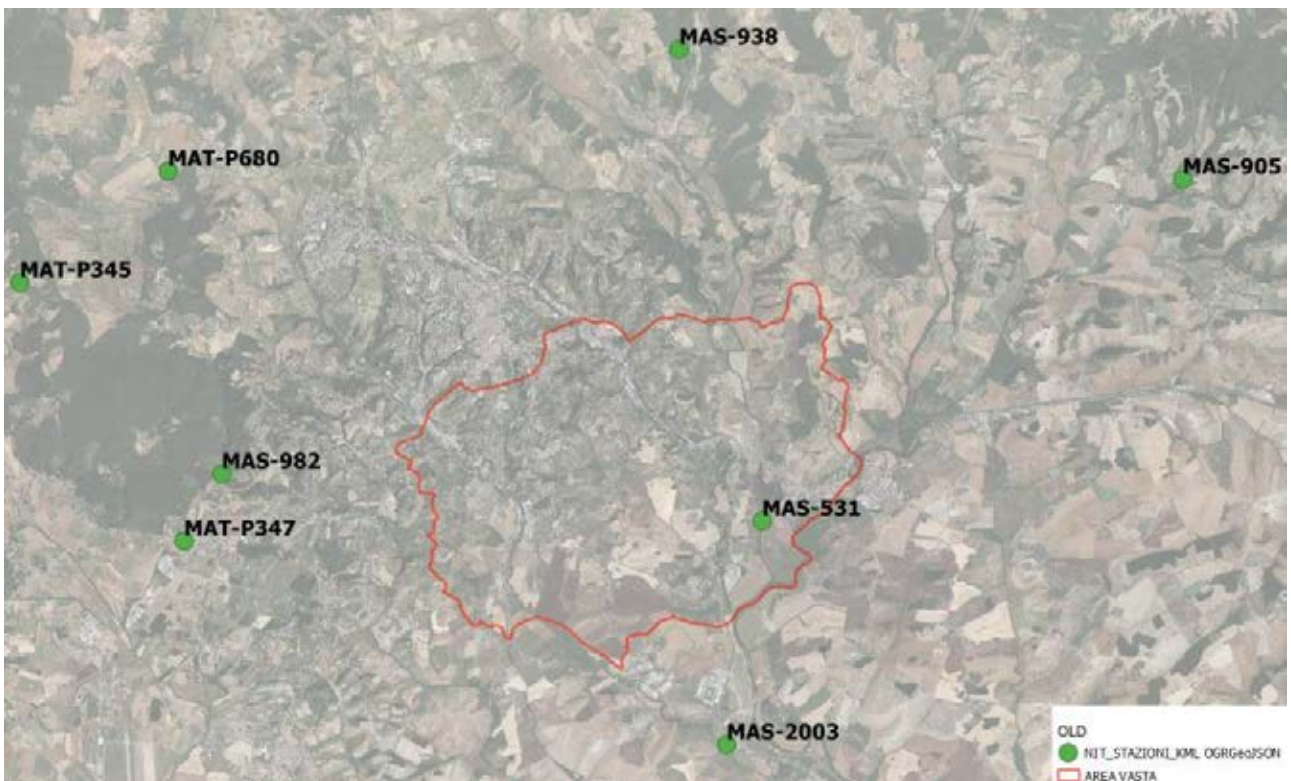 MAS-938
MAT-P680
MAS-905
MAT-P345
MAS-982
MAS-531
MAT-P347
MAS-2003
OLD
NIT_STAZIONI_KML OGRGeoJSON
AREA VASTA